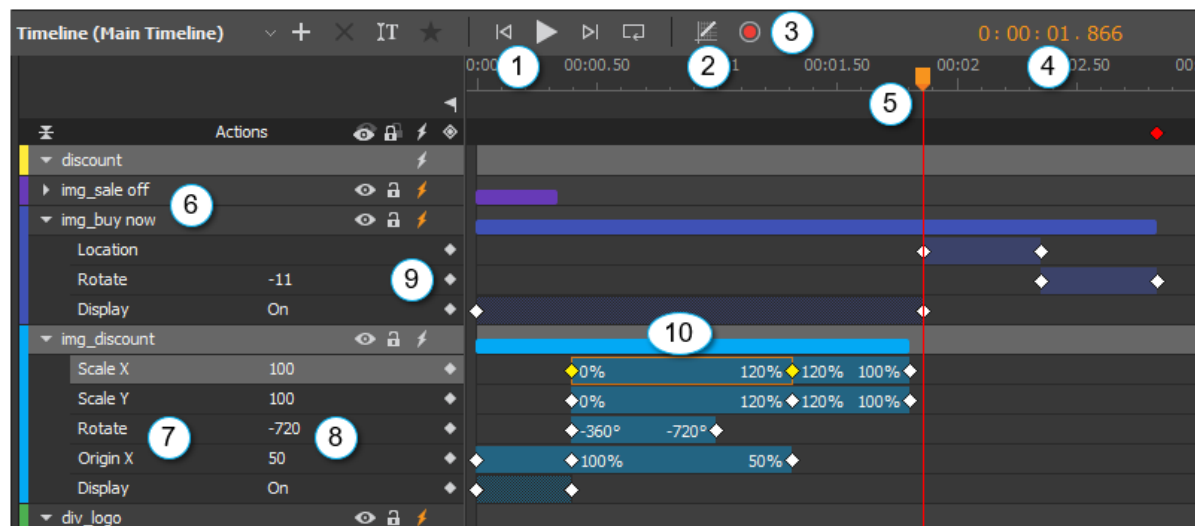 Timeline (Main Timeline) IT 3 0:00:01.866
0:00 1 00:00.50 2 1 00:01.50 00:02 4 02.50 00
5
Actions
discount
img_sale off
6
img_buy now
Location
Rotate -11 9
Display On
img_discount 10
Scale X 100 0% 120% 120% 100%
Scale Y 100 0% 120% 120% 100%
Rotate 7 -720 8 -360° -720°
Origin X 50 100% 50%
Display On
div_logo